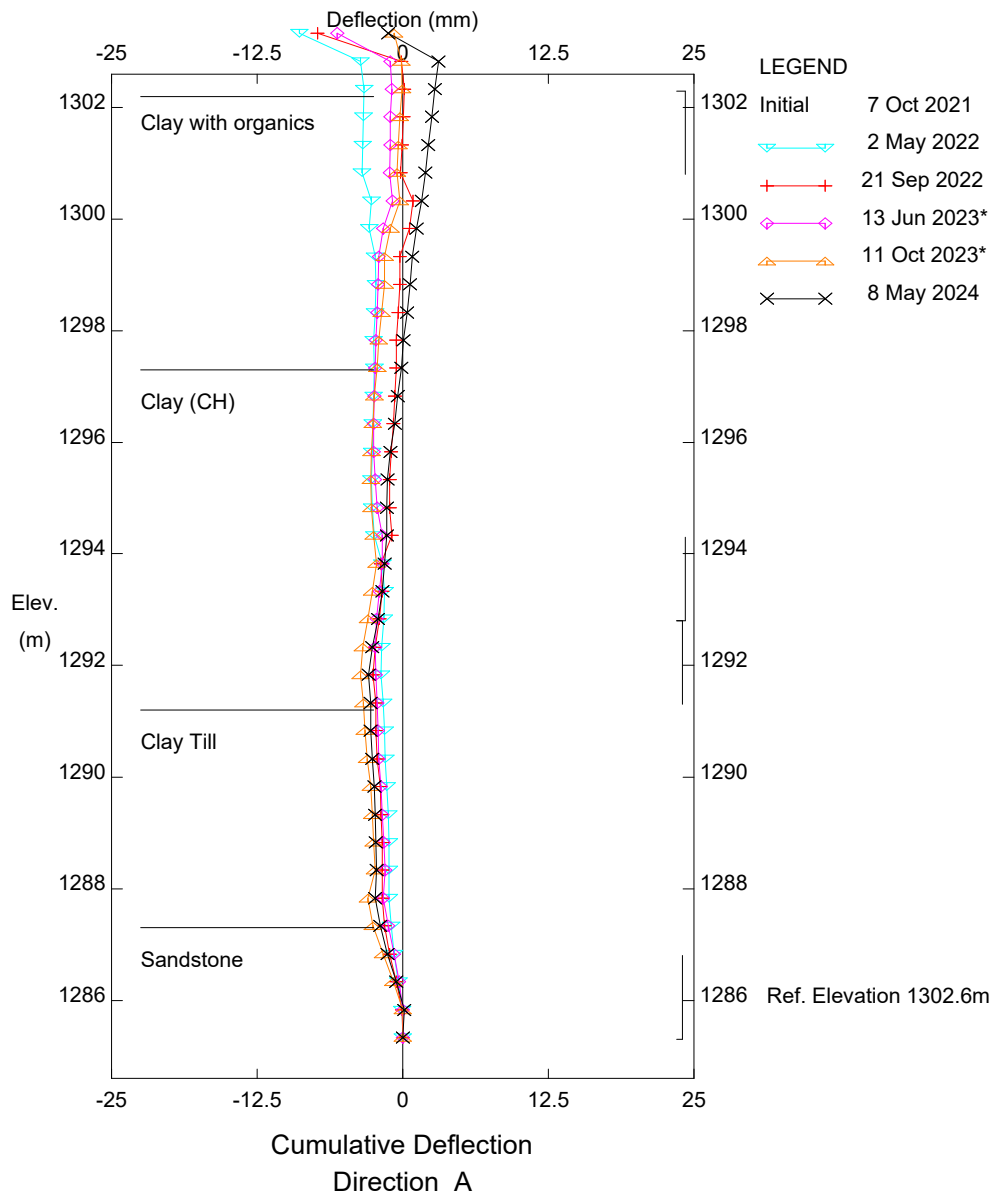 Deflection (mm)
-25 -12.5 0 12.5 25
LEGEND
Initial 7 Oct 2021
2 May 2022
21 Sep 2022
13 Jun 2023*
11 Oct 2023*
8 May 2024
1302 1302
Clay with organics
1300 1300
1298 1298
Clay (CH)
1296 1296
1294 1294
Elev.
(m)
1292 1292
Clay Till
1290 1290
1288 1288
Sandstone
1286 1286 Ref. Elevation 1302.6m
-25 -12.5 0 12.5 25
Cumulative Deflection
Direction A